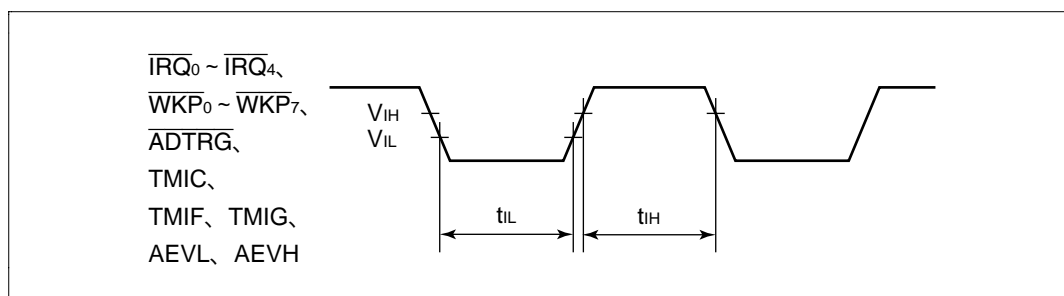 IRQ0 ~ IRQ4、
WKP0 ~ WKP7、
ADTRG、
TMIC、
TMIF、TMIG、
AEVL、AEVH
VIH
VIL
tIL
tIH